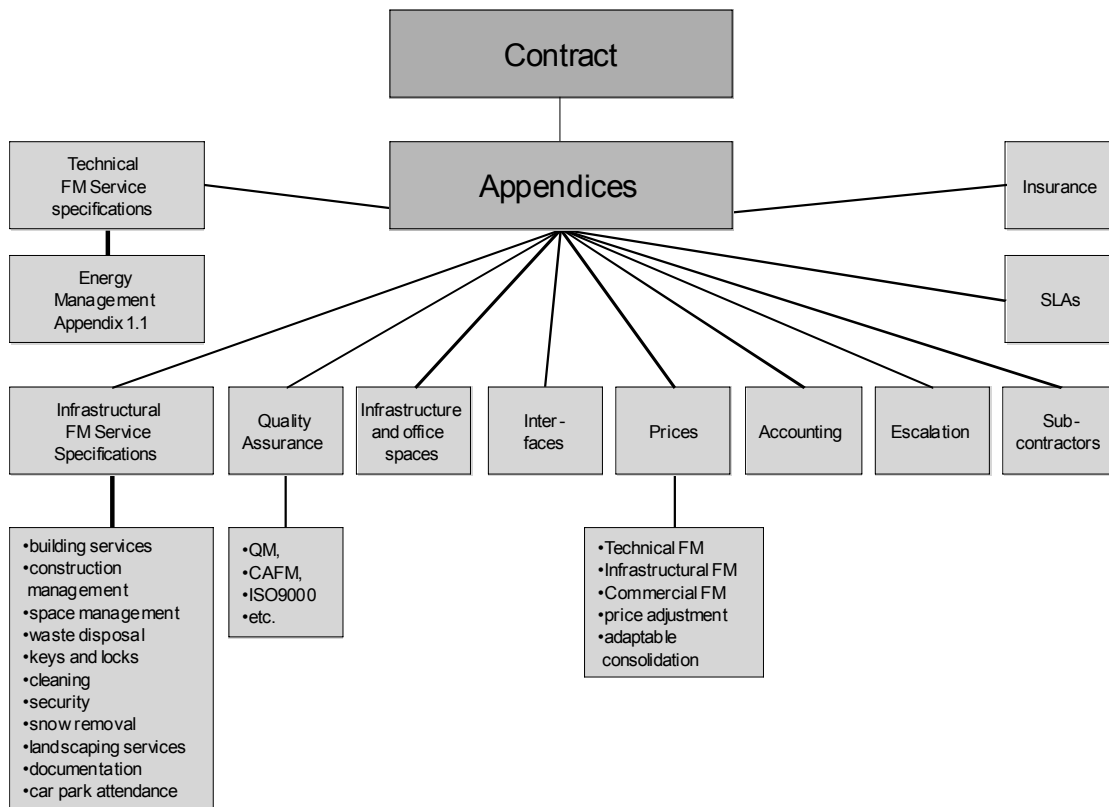 Contract
Appendices
Technical
FM Service
specifications
Insurance
Energy
Management
Appendix 1.1
SLAs
Infrastructural
FM Service
Specifications
Quality
Assurance
Infrastructure
and office
spaces
Inter-
faces
Prices
Accounting
Escalation
Sub-
contractors
•building services
•construction
management
•space management
•waste disposal
•keys and locks
•cleaning
•security
•snow removal
•landscaping services
•documentation
•car park attendance
•QM,
•CAFM,
•ISO9000
•etc.
•Technical FM
•Infrastructural FM
•Commercial FM
•price adjustment
•adaptable
consolidation